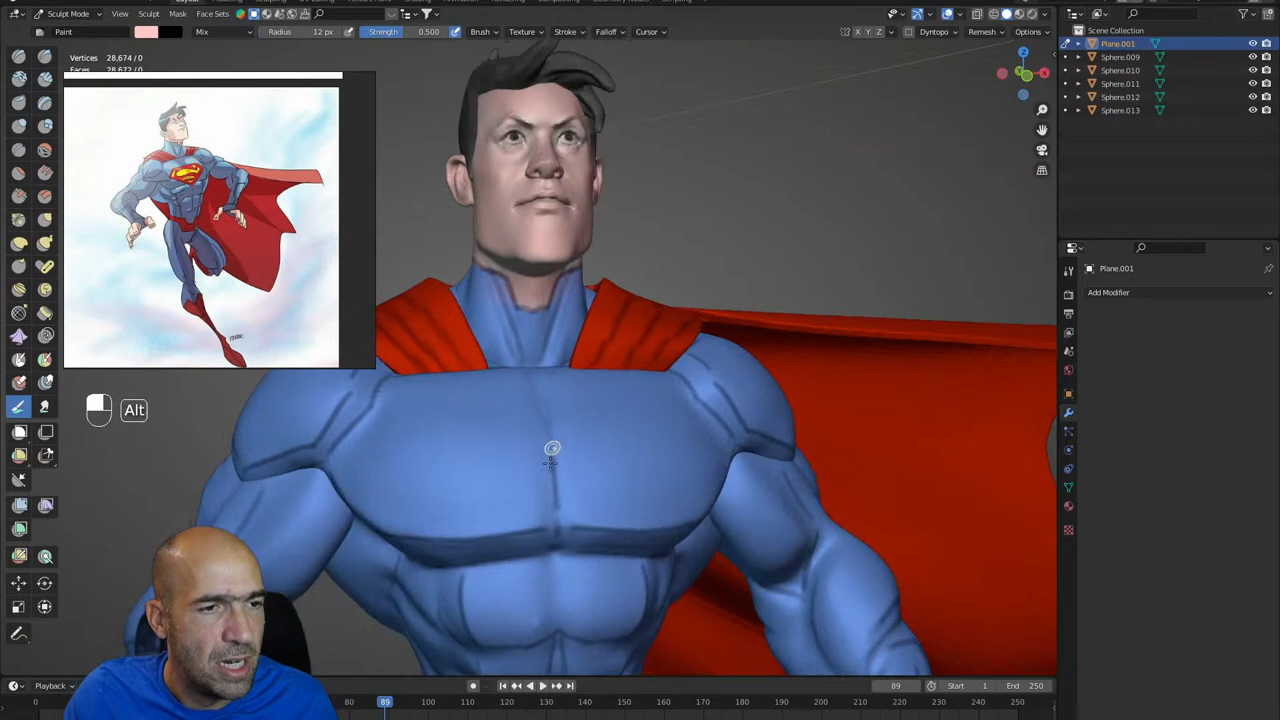 Sculpt Mode View Sculpt Mask Face Sets
Scene Collection
Paint Mix Radius 12 px Strength 0.500 Brush Texture Stroke Falloff Cursor X Y Z Dyntopo Remesh Options
Plane.001
Vertices 28,674 / 0
Sphere.009
Sphere.010
Sphere.011
Sphere.012
Sphere.013
Plane.001
Add Modifier
Alt
Playback 89 Start 1 End 250
0 80 89 100 110 120 130 140 150 160 170 180 190 200 210 220 230 240 250